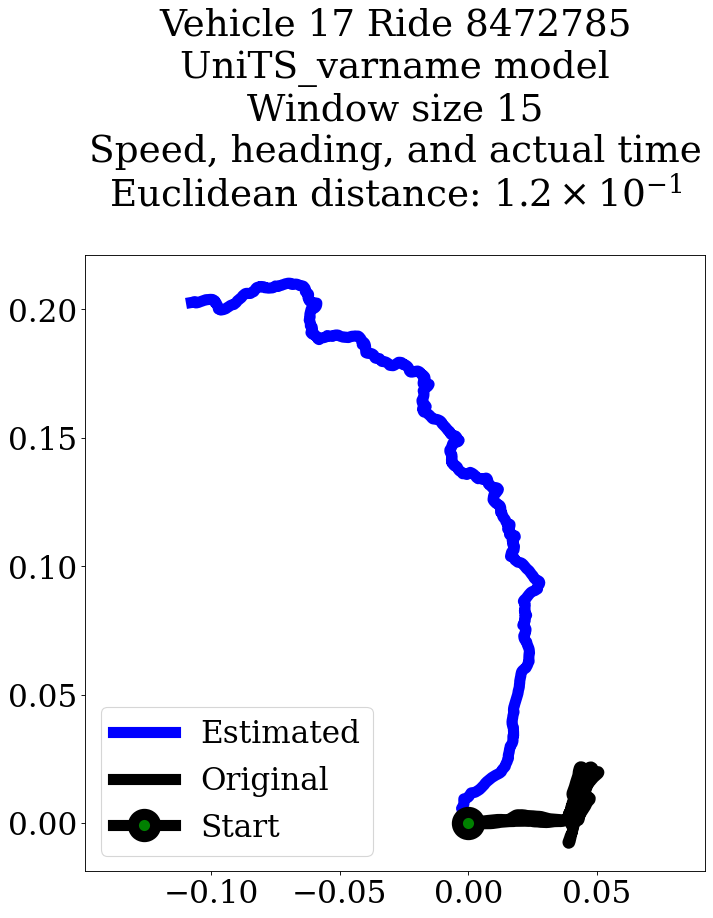 Vehicle 17 Ride 8472785
UniTS_varname model
Window size 15
Speed, heading, and actual time
Euclidean distance: 1.2 × 10⁻¹
0.20
0.15
0.10
0.05
0.00
Estimated
Original
Start
−0.10 −0.05 0.00 0.05